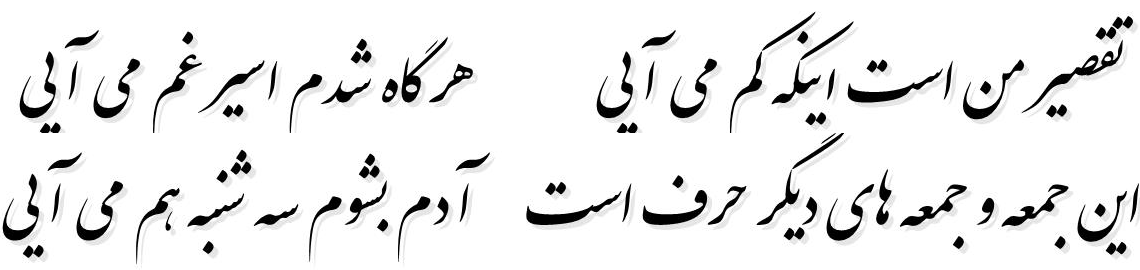 تقصیر من است اینکه کم می آیی هر گاه شدم اسیر غم می آیی
این جمعه و جمعه های دیگر حرف است آدم بشوم سه شنبه هم می آیی